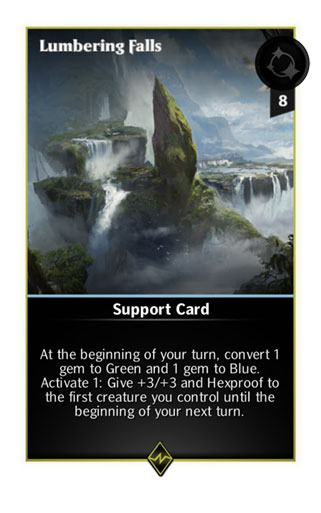 Lumbering Falls
8
Support Card
At the beginning of your turn, convert 1
gem to Green and 1 gem to Blue.
Activate 1: Give +3/+3 and Hexproof to
the first creature you control until the
beginning of your next turn.